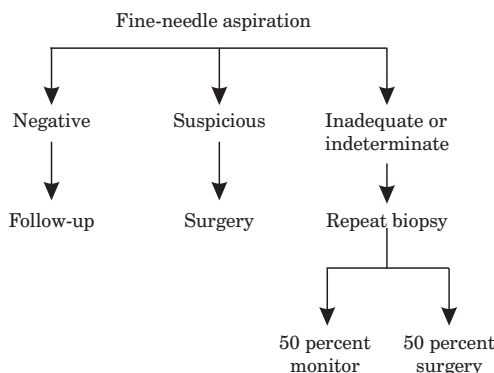 Fine-needle aspiration
Negative
Suspicious
Inadequate or
indeterminate
Follow-up
Surgery
Repeat biopsy
50 percent
monitor
50 percent
surgery